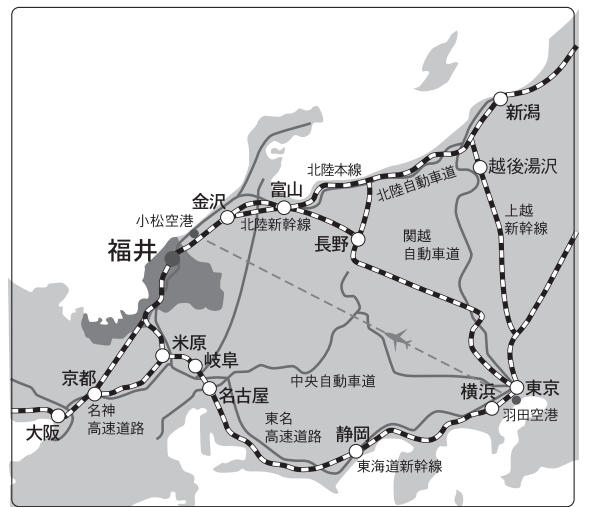 新潟
北陸本線
越後湯沢
北陸自動車道
富山
金沢
小松空港
北陸新幹線
上越
新幹線
福井
長野
関越
自動車道
米原
岐阜
京都
中央自動車道
名古屋
横浜
東京
名神
高速道路
羽田空港
大阪
東名
高速道路
静岡
東海道新幹線